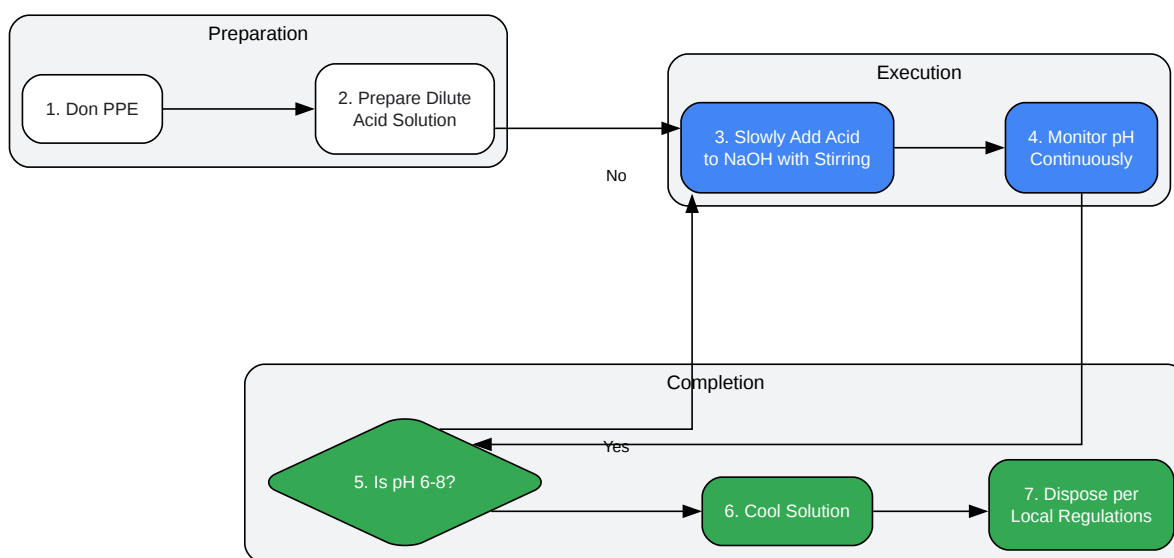 Preparation
1. Don PPE
2. Prepare Dilute
Acid Solution
Execution
3. Slowly Add Acid
to NaOH with Stirring
4. Monitor pH
Continuously
No
Completion
Yes
5. Is pH 6-8?
6. Cool Solution
7. Dispose per
Local Regulations